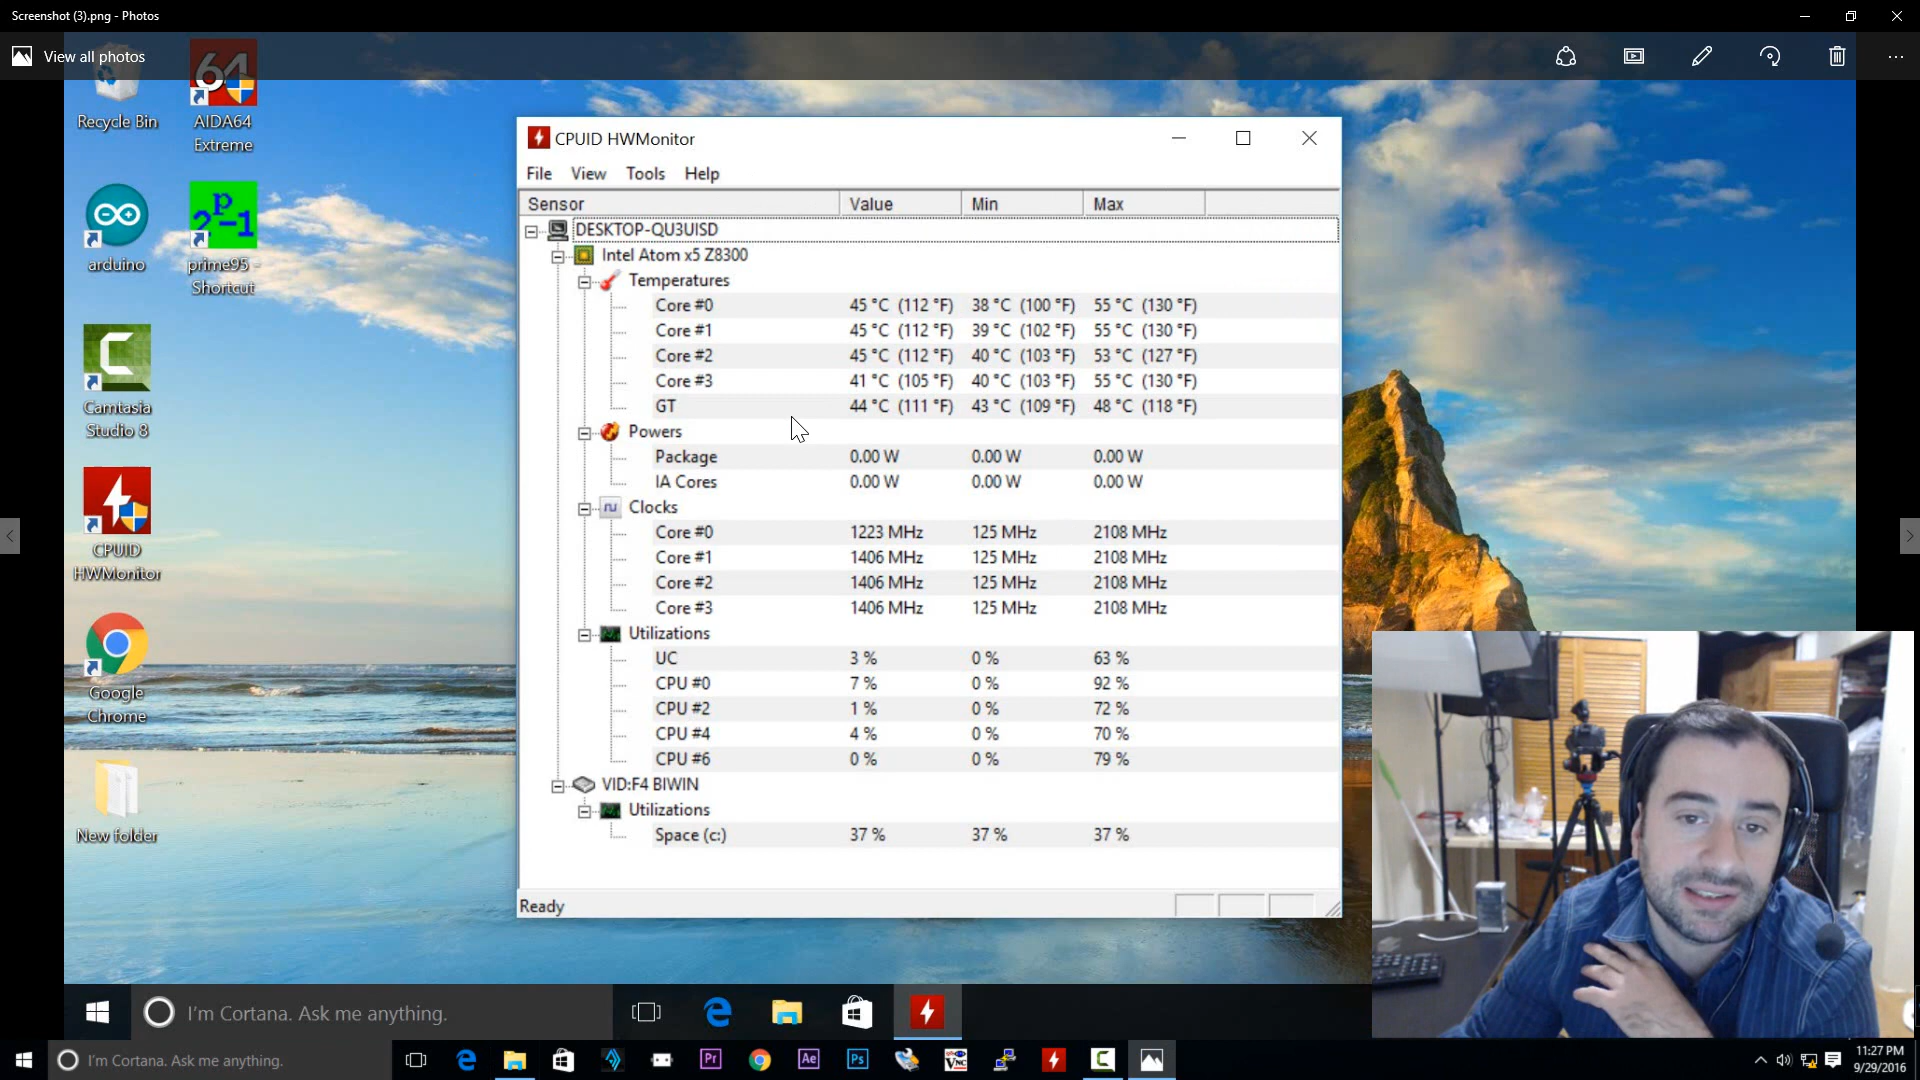 Screenshot (3).png - Photos
View all photos
Recycle Bin
64
AIDA64
Extreme
arduino
2^p-1
prime95 -
Shortcut
Camtasia
Studio 8
CPUID
HWMonitor
Google
Chrome
New folder
CPUID HWMonitor
File View Tools Help
Sensor Value Min Max
DESKTOP-QU3UISD
Intel Atom x5 Z8300
Temperatures
Core #0 45 °C (112 °F) 38 °C (100 °F) 55 °C (130 °F)
Core #1 45 °C (112 °F) 39 °C (102 °F) 55 °C (130 °F)
Core #2 45 °C (112 °F) 40 °C (103 °F) 53 °C (127 °F)
Core #3 41 °C (105 °F) 40 °C (103 °F) 55 °C (130 °F)
GT 44 °C (111 °F) 43 °C (109 °F) 48 °C (118 °F)
Powers
Package 0.00 W 0.00 W 0.00 W
IA Cores 0.00 W 0.00 W 0.00 W
Clocks
Core #0 1223 MHz 125 MHz 2108 MHz
Core #1 1406 MHz 125 MHz 2108 MHz
Core #2 1406 MHz 125 MHz 2108 MHz
Core #3 1406 MHz 125 MHz 2108 MHz
Utilizations
UC 3 % 0 % 63 %
CPU #0 7 % 0 % 92 %
CPU #2 1 % 0 % 72 %
CPU #4 4 % 0 % 70 %
CPU #6 0 % 0 % 79 %
VID:F4 BIWIN
Utilizations
Space (c:) 37 % 37 % 37 %
Ready
I'm Cortana. Ask me anything.
I'm Cortana. Ask me anything.
Pr
Ae
Ps
VNC
11:27 PM
9/29/2016